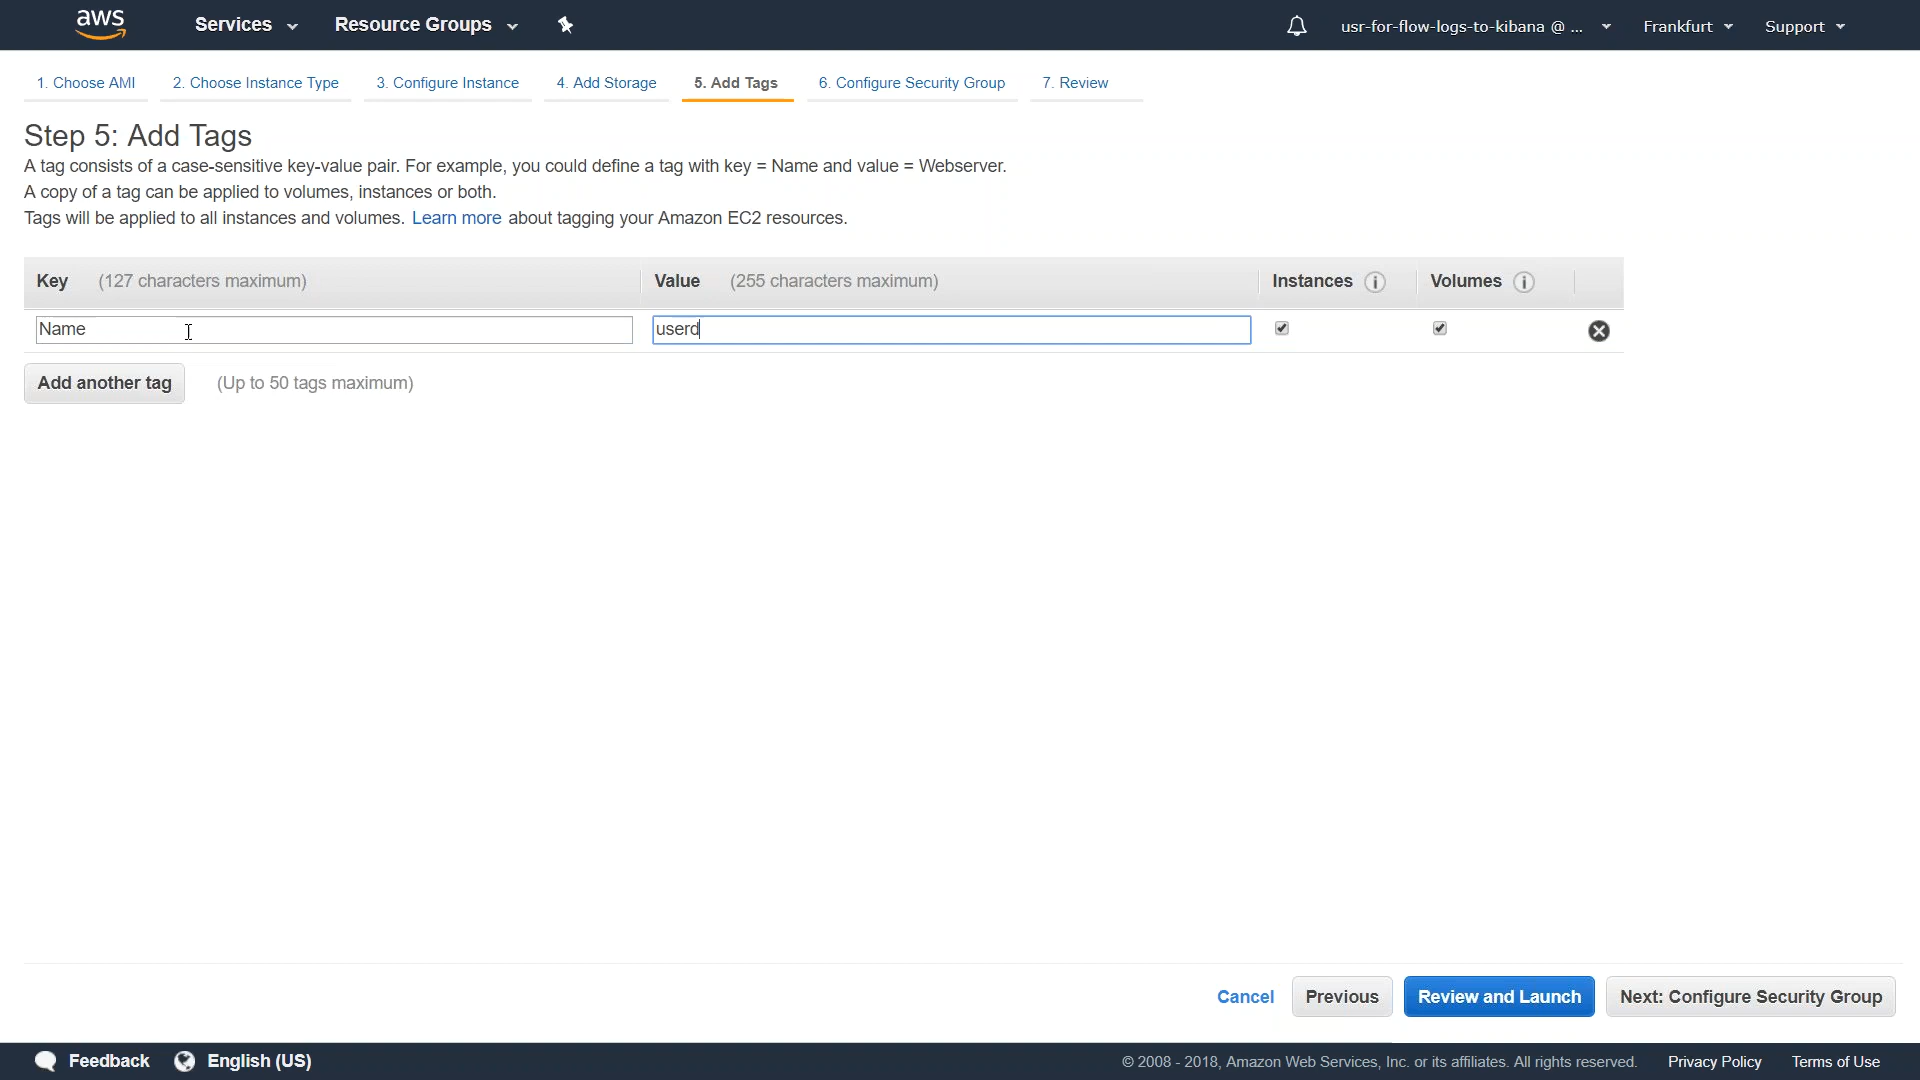 aws Services Resource Groups usr-for-flow-logs-to-kibana @ ... Frankfurt Support
1. Choose AMI 2. Choose Instance Type 3. Configure Instance 4. Add Storage 5. Add Tags 6. Configure Security Group 7. Review
Step 5: Add Tags
A tag consists of a case-sensitive key-value pair. For example, you could define a tag with key = Name and value = Webserver.
A copy of a tag can be applied to volumes, instances or both.
Tags will be applied to all instances and volumes. Learn more about tagging your Amazon EC2 resources.
Key (127 characters maximum) Value (255 characters maximum) Instances i Volumes i
Name userd
Add another tag (Up to 50 tags maximum)
Cancel Previous Review and Launch Next: Configure Security Group
Feedback English (US) © 2008 - 2018, Amazon Web Services, Inc. or its affiliates. All rights reserved. Privacy Policy Terms of Use